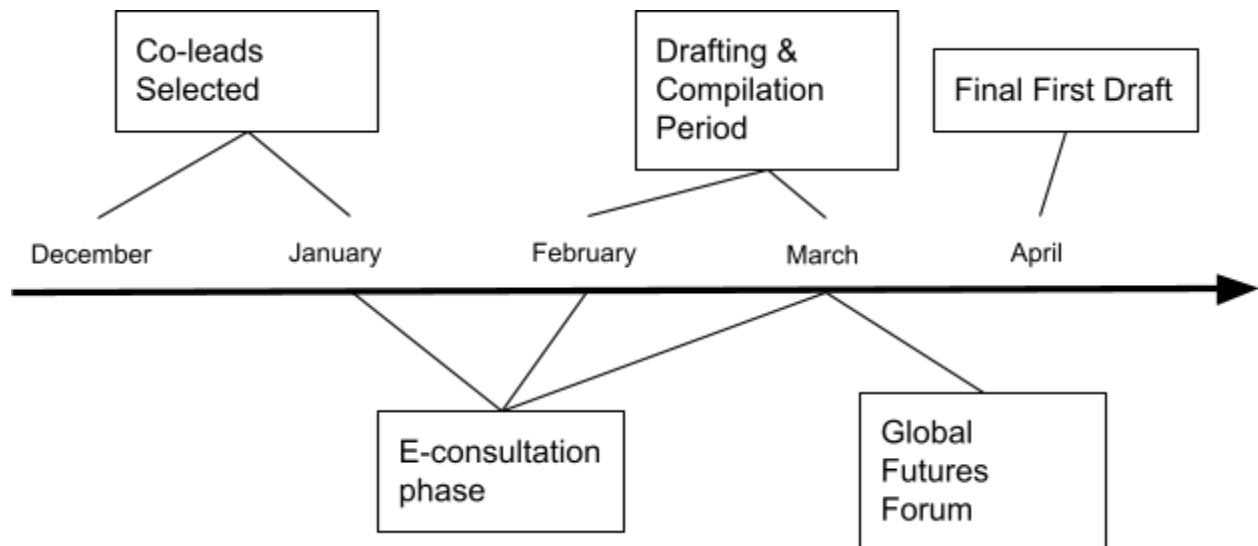 Co-leads
Selected
Drafting &
Compilation
Period
Final First Draft
December
January
February
March
April
E-consultation
phase
Global
Futures
Forum